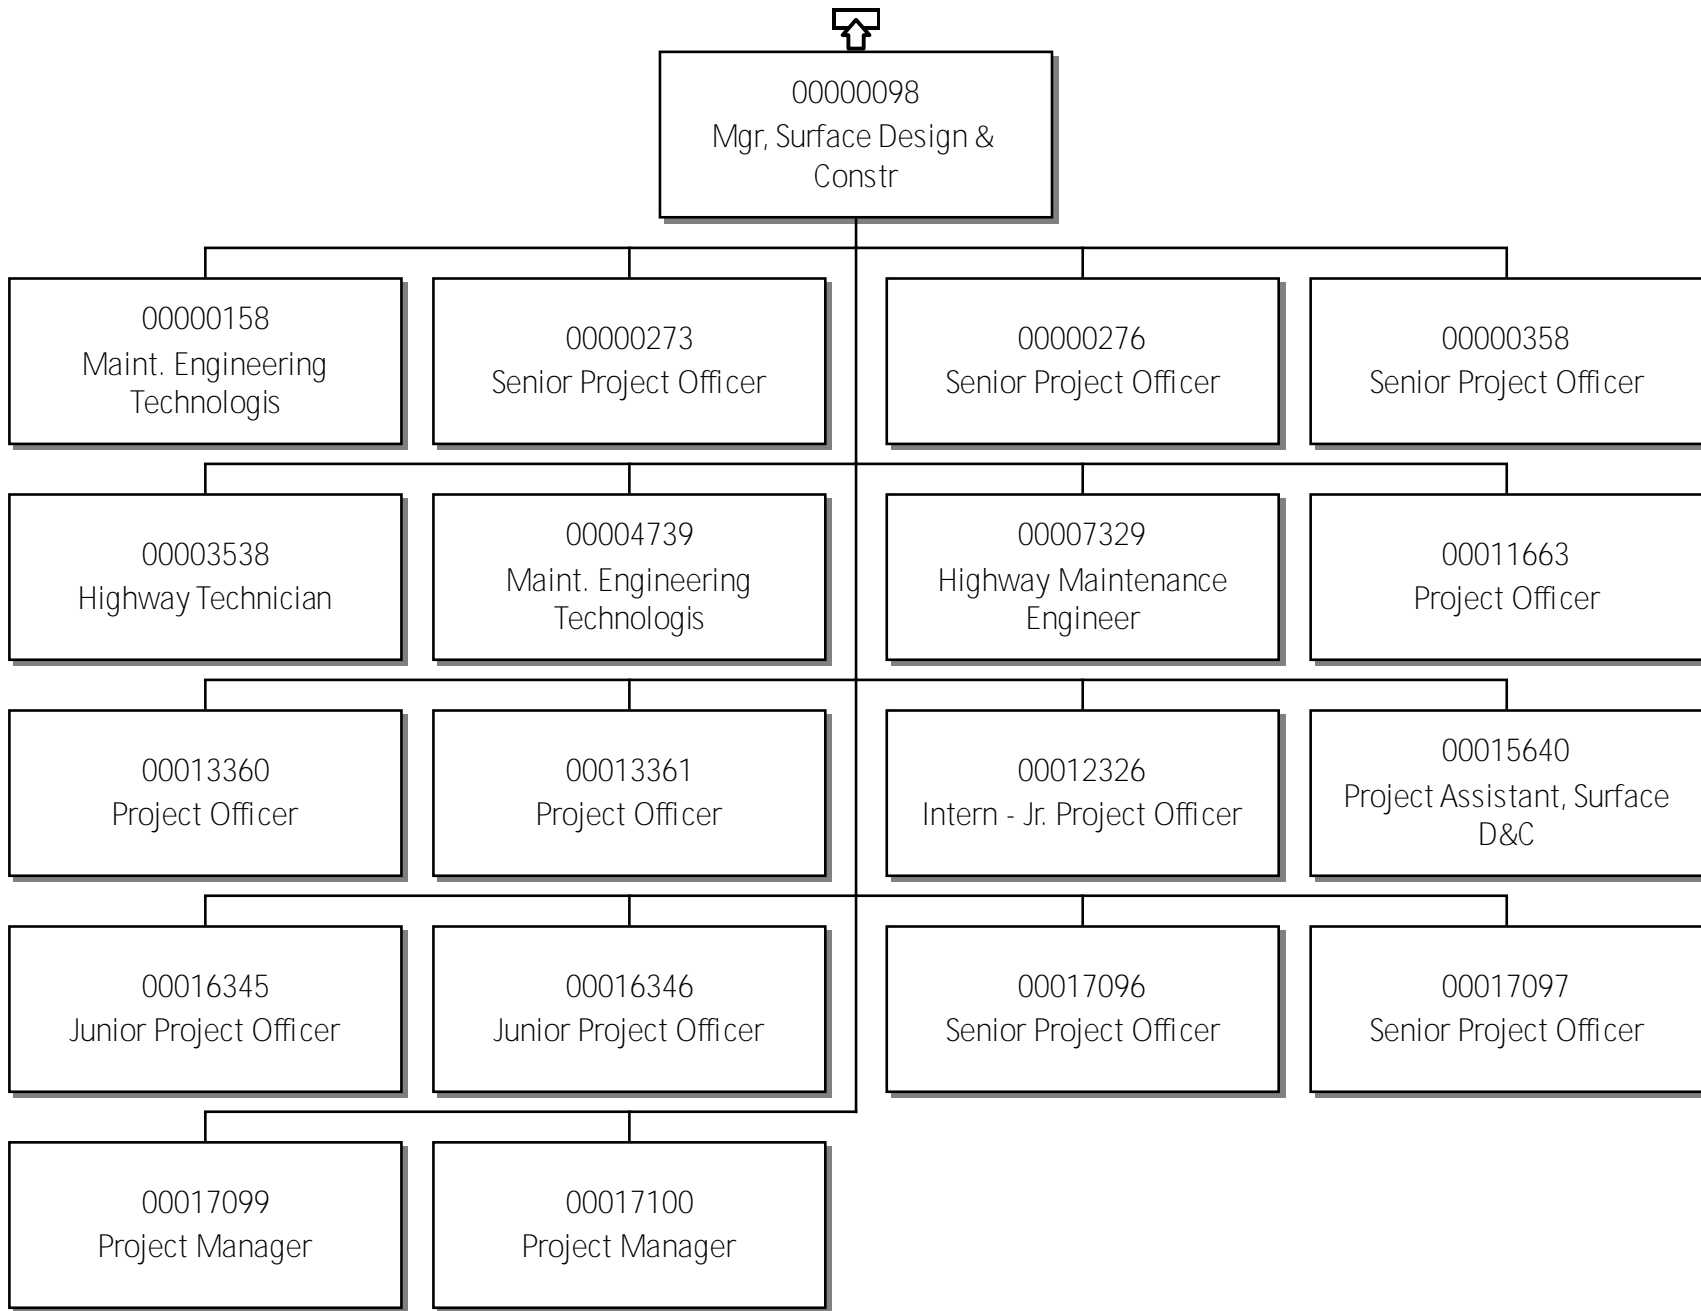 00000098
Mgr, Surface Design &
Constr
00000158
Maint. Engineering
Technologis
00000273
Senior Project Officer
00000276
Senior Project Officer
00000358
Senior Project Officer
00003538
Highway Technician
00004739
Maint. Engineering
Technologis
00007329
Highway Maintenance
Engineer
00011663
Project Officer
00013360
Project Officer
00013361
Project Officer
00012326
Intern - Jr. Project Officer
00015640
Project Assistant, Surface
D&C
00016345
Junior Project Officer
00016346
Junior Project Officer
00017096
Senior Project Officer
00017097
Senior Project Officer
00017099
Project Manager
00017100
Project Manager